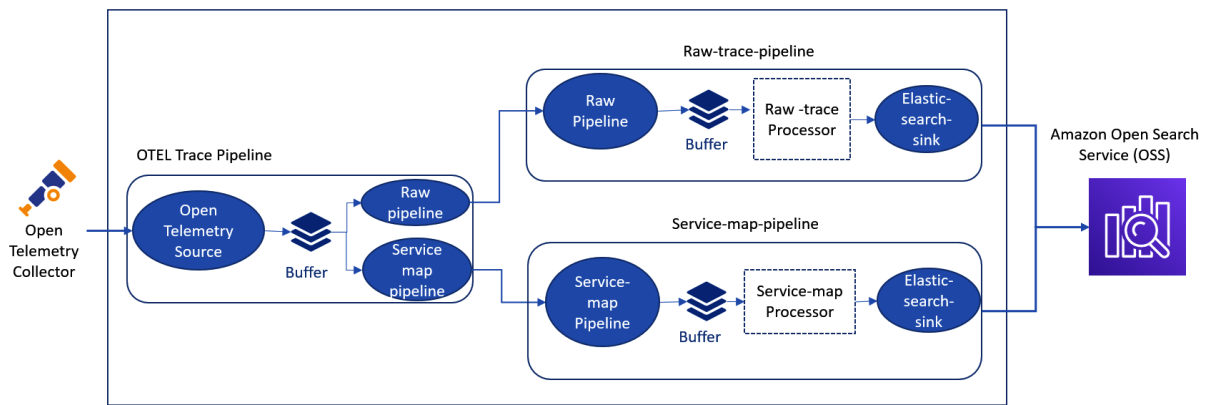 Open
Telemetry
Collector
OTEL Trace Pipeline
Open
Telemetry
Source
Buffer
Raw
pipeline
Service
map
pipeline
Raw-trace-pipeline
Raw
Pipeline
Buffer
Raw -trace
Processor
Elastic-
search-
sink
Service-map-pipeline
Service-
map
Pipeline
Buffer
Service-map
Processor
Elastic-
search-
sink
Amazon Open Search
Service (OSS)